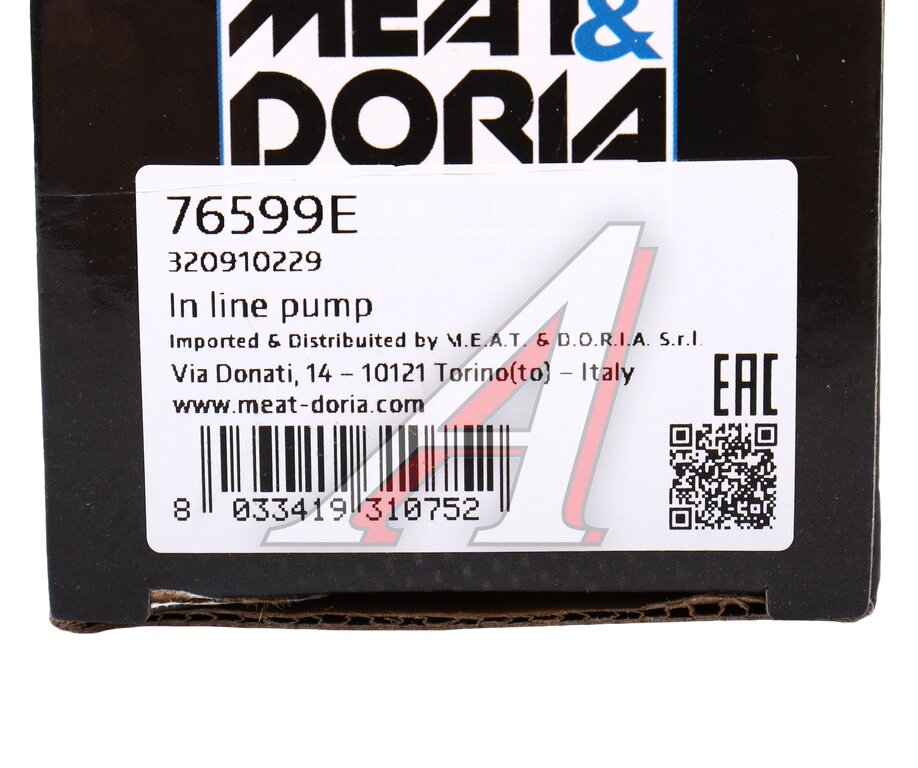 MEAT&
DORIA
76599E
320910229
In line pump
Imported & Distribuited by M.E.A.T. & D.O.R.I.A. S.r.l.
Via Donati, 14 – 10121 Torino(to) – Italy
www.meat-doria.com
EAC
8 033419 310752